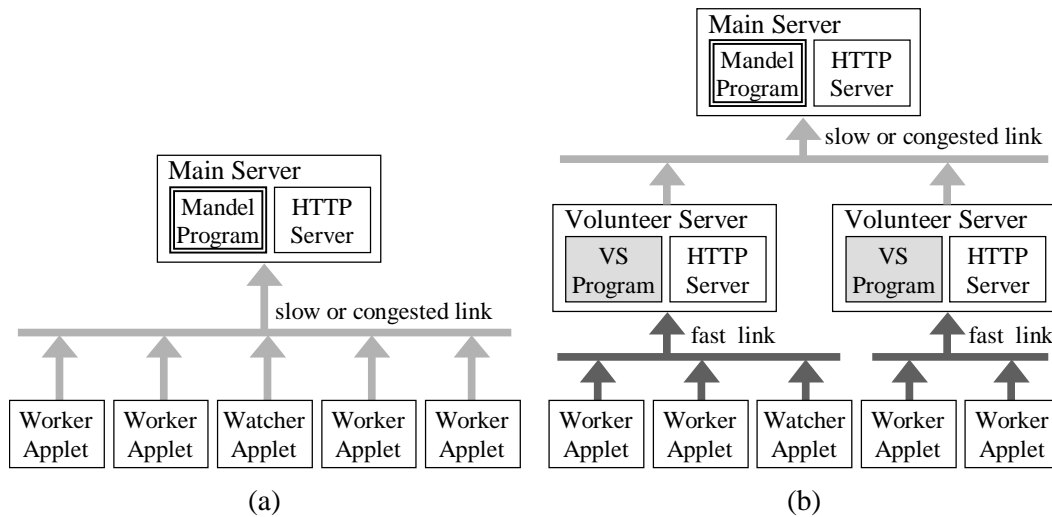 Main Server
Mandel
Program
HTTP
Server
slow or congested link
Worker
Applet
Worker
Applet
Watcher
Applet
Worker
Applet
Worker
Applet
(a)
Main Server
Mandel
Program
HTTP
Server
slow or congested link
Volunteer Server
VS
Program
HTTP
Server
fast link
Volunteer Server
VS
Program
HTTP
Server
fast link
Worker
Applet
Worker
Applet
Watcher
Applet
Worker
Applet
Worker
Applet
(b)